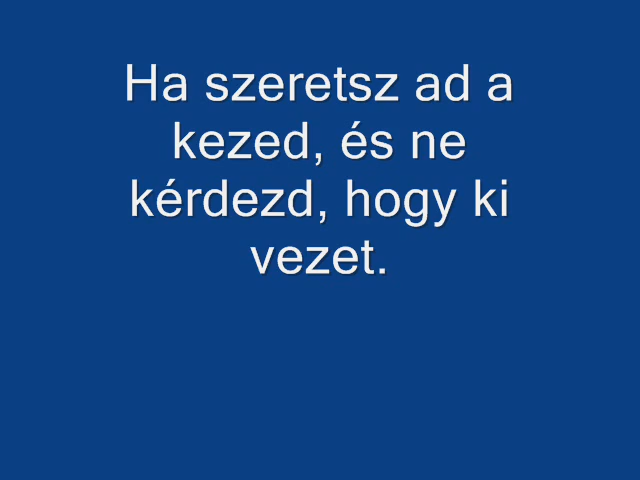 Ha szeretsz ad a
kezed, és ne
kérdezd, hogy ki
vezet.